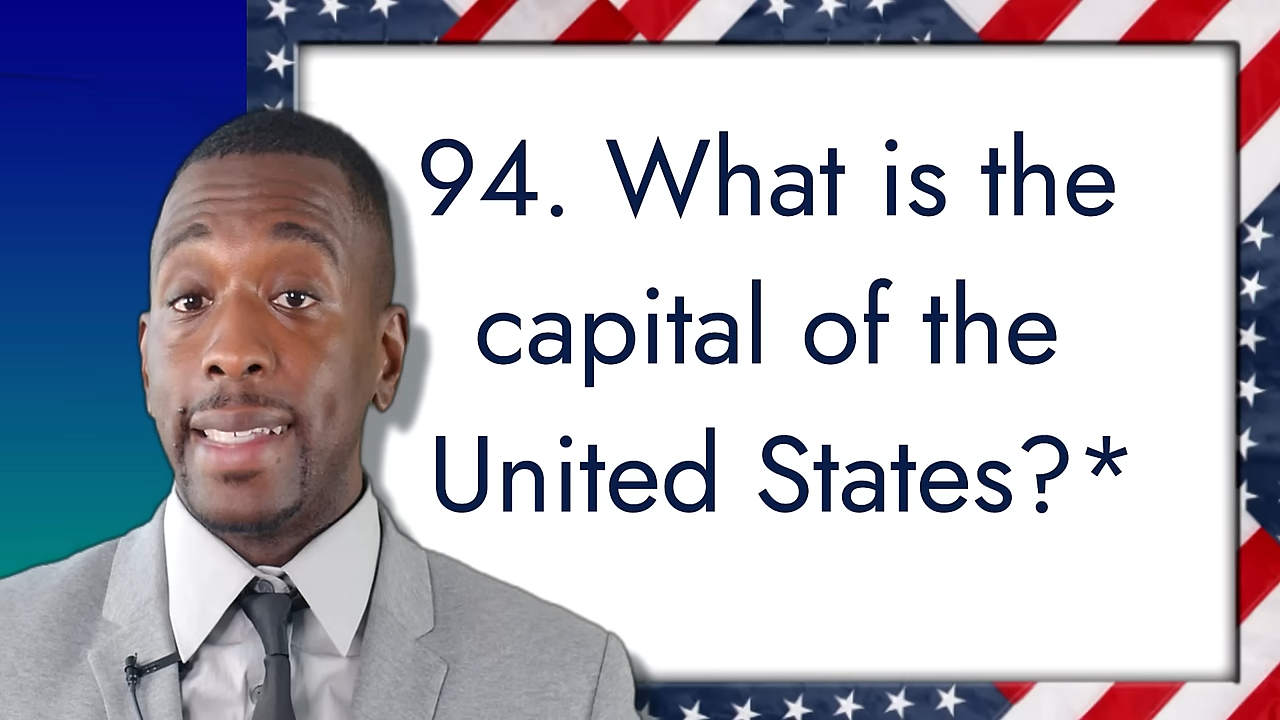 94. What is the
capital of the
United States?*